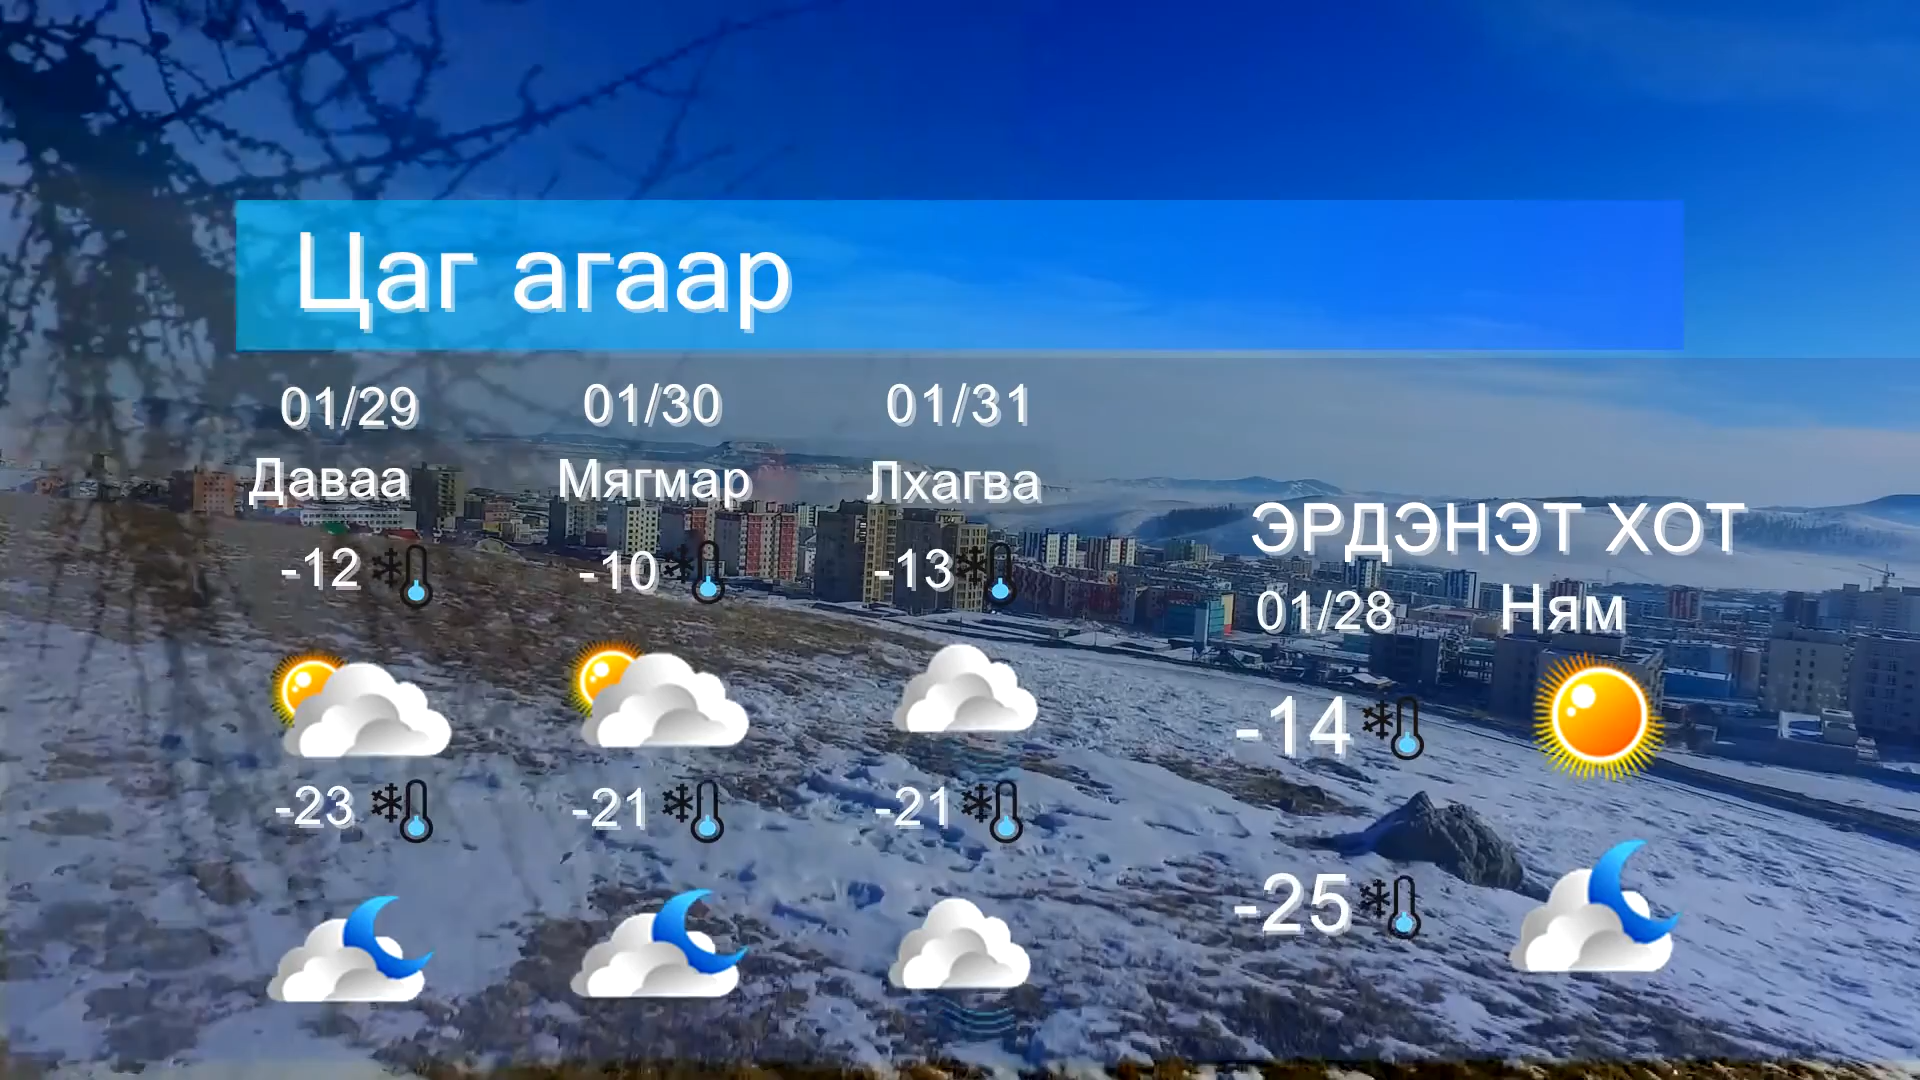 Цаг агаар
01/29
Даваа
-12
-23
01/30
Мягмар
-10
-21
01/31
Лхагва
-13
-21
ЭРДЭНЭТ ХОТ
01/28 Ням
-14
-25